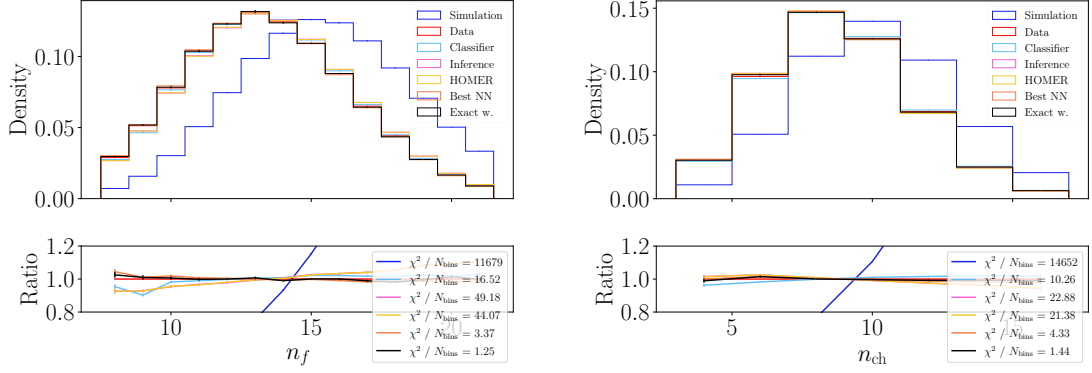 0.10
0.05
0.00
Density
Simulation
Data
Classifier
Inference
HOMER
Best NN
Exact w.
1.2
1.0
0.8
Ratio
χ² / N_bins = 11679
χ² / N_bins = 16.52
χ² / N_bins = 49.18
χ² / N_bins = 44.07
χ² / N_bins = 3.37
χ² / N_bins = 1.25
10
15
20
n_f
0.15
0.10
0.05
0.00
Density
Simulation
Data
Classifier
Inference
HOMER
Best NN
Exact w.
1.2
1.0
0.8
Ratio
χ² / N_bins = 14652
χ² / N_bins = 10.26
χ² / N_bins = 22.88
χ² / N_bins = 21.38
χ² / N_bins = 4.33
χ² / N_bins = 1.44
5
10
15
n_ch